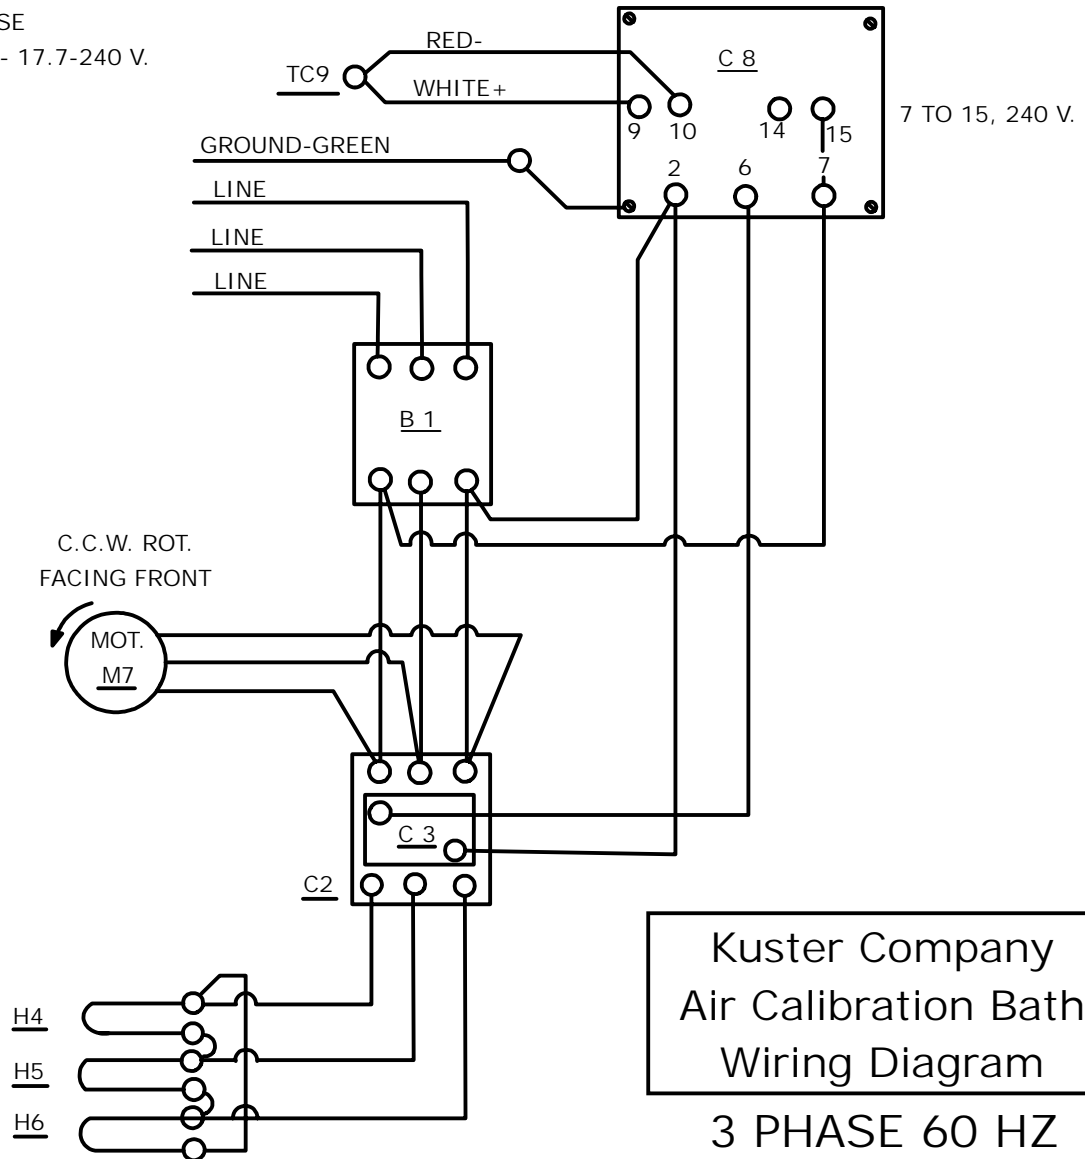 SE
- 17.7-240 V.
RED-
TC9
WHITE+
C 8
9
10
14
15
7 TO 15, 240 V.
GROUND-GREEN
2
6
7
LINE
LINE
LINE
B 1
C.C.W. ROT.
FACING FRONT
MOT.
M7
C 3
C2
H4
H5
H6
Kuster Company
Air Calibration Bath
Wiring Diagram
3 PHASE 60 HZ